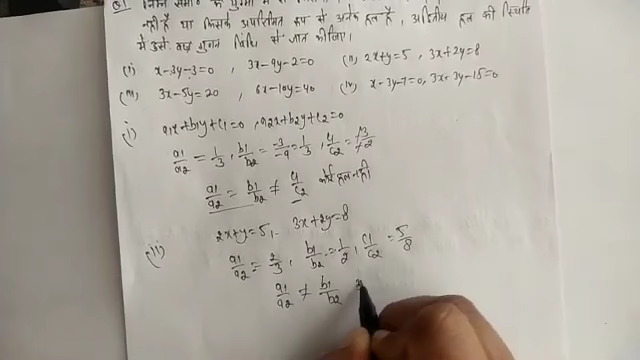 नहीं है या किसके अपरिमित रूप से अनेक हल हैं, अद्वितीय हल की स्थिति
में उसे वज्र गुणन विधि से ज्ञात कीजिए।
(i) x-3y-3=0, 3x-9y-2=0 (ii) 2x+y=5, 3x+2y=8
(iii) 3x-5y=20, 6x-10y=40 (iv) x-3y-7=0, 3x-3y-15=0
(i) a1x+b1y+c1=0, a2x+b2y+c2=0
a1/a2 = 1/3, b1/b2 = -3/-9 = 1/3, c1/c2 = -3/-2
a1/a2 = b1/b2 ≠ c1/c2 कोई हल नहीं
(ii) 2x+y=5, 3x+2y=8
a1/a2 = 2/3, b1/b2 = 1/2, c1/c2 = 5/8
a1/a2 ≠ b1/b2